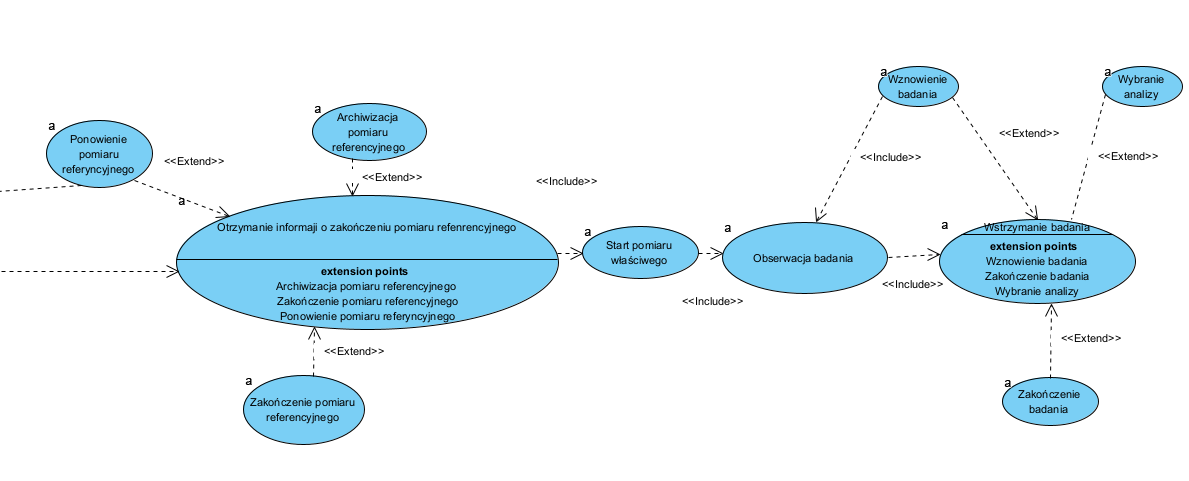 a
Ponowienie
pomiaru
referyncyjnego
<<Extend>>
a
a
Archiwizacja
pomiaru
referencyjnego
<<Extend>>
Otrzymanie informaji o zakończeniu pomiaru refenrencyjnego
extension points
Archiwizacja pomiaru referencyjnego
Zakończenie pomiaru referencyjnego
Ponowienie pomiaru referyncyjnego
<<Extend>>
a
Zakończenie pomiaru
referencyjnego
<<Include>>
a
Start pomiaru
właściwego
<<Include>>
a
Obserwacja badania
<<Include>>
a
Wznowienie
badania
<<Include>>
<<Extend>>
a
Wybranie
analizy
<<Extend>>
a
Wstrzymanie badania
extension points
Wznowienie badania
Zakończenie badania
Wybranie analizy
<<Extend>>
a
Zakończenie
badania